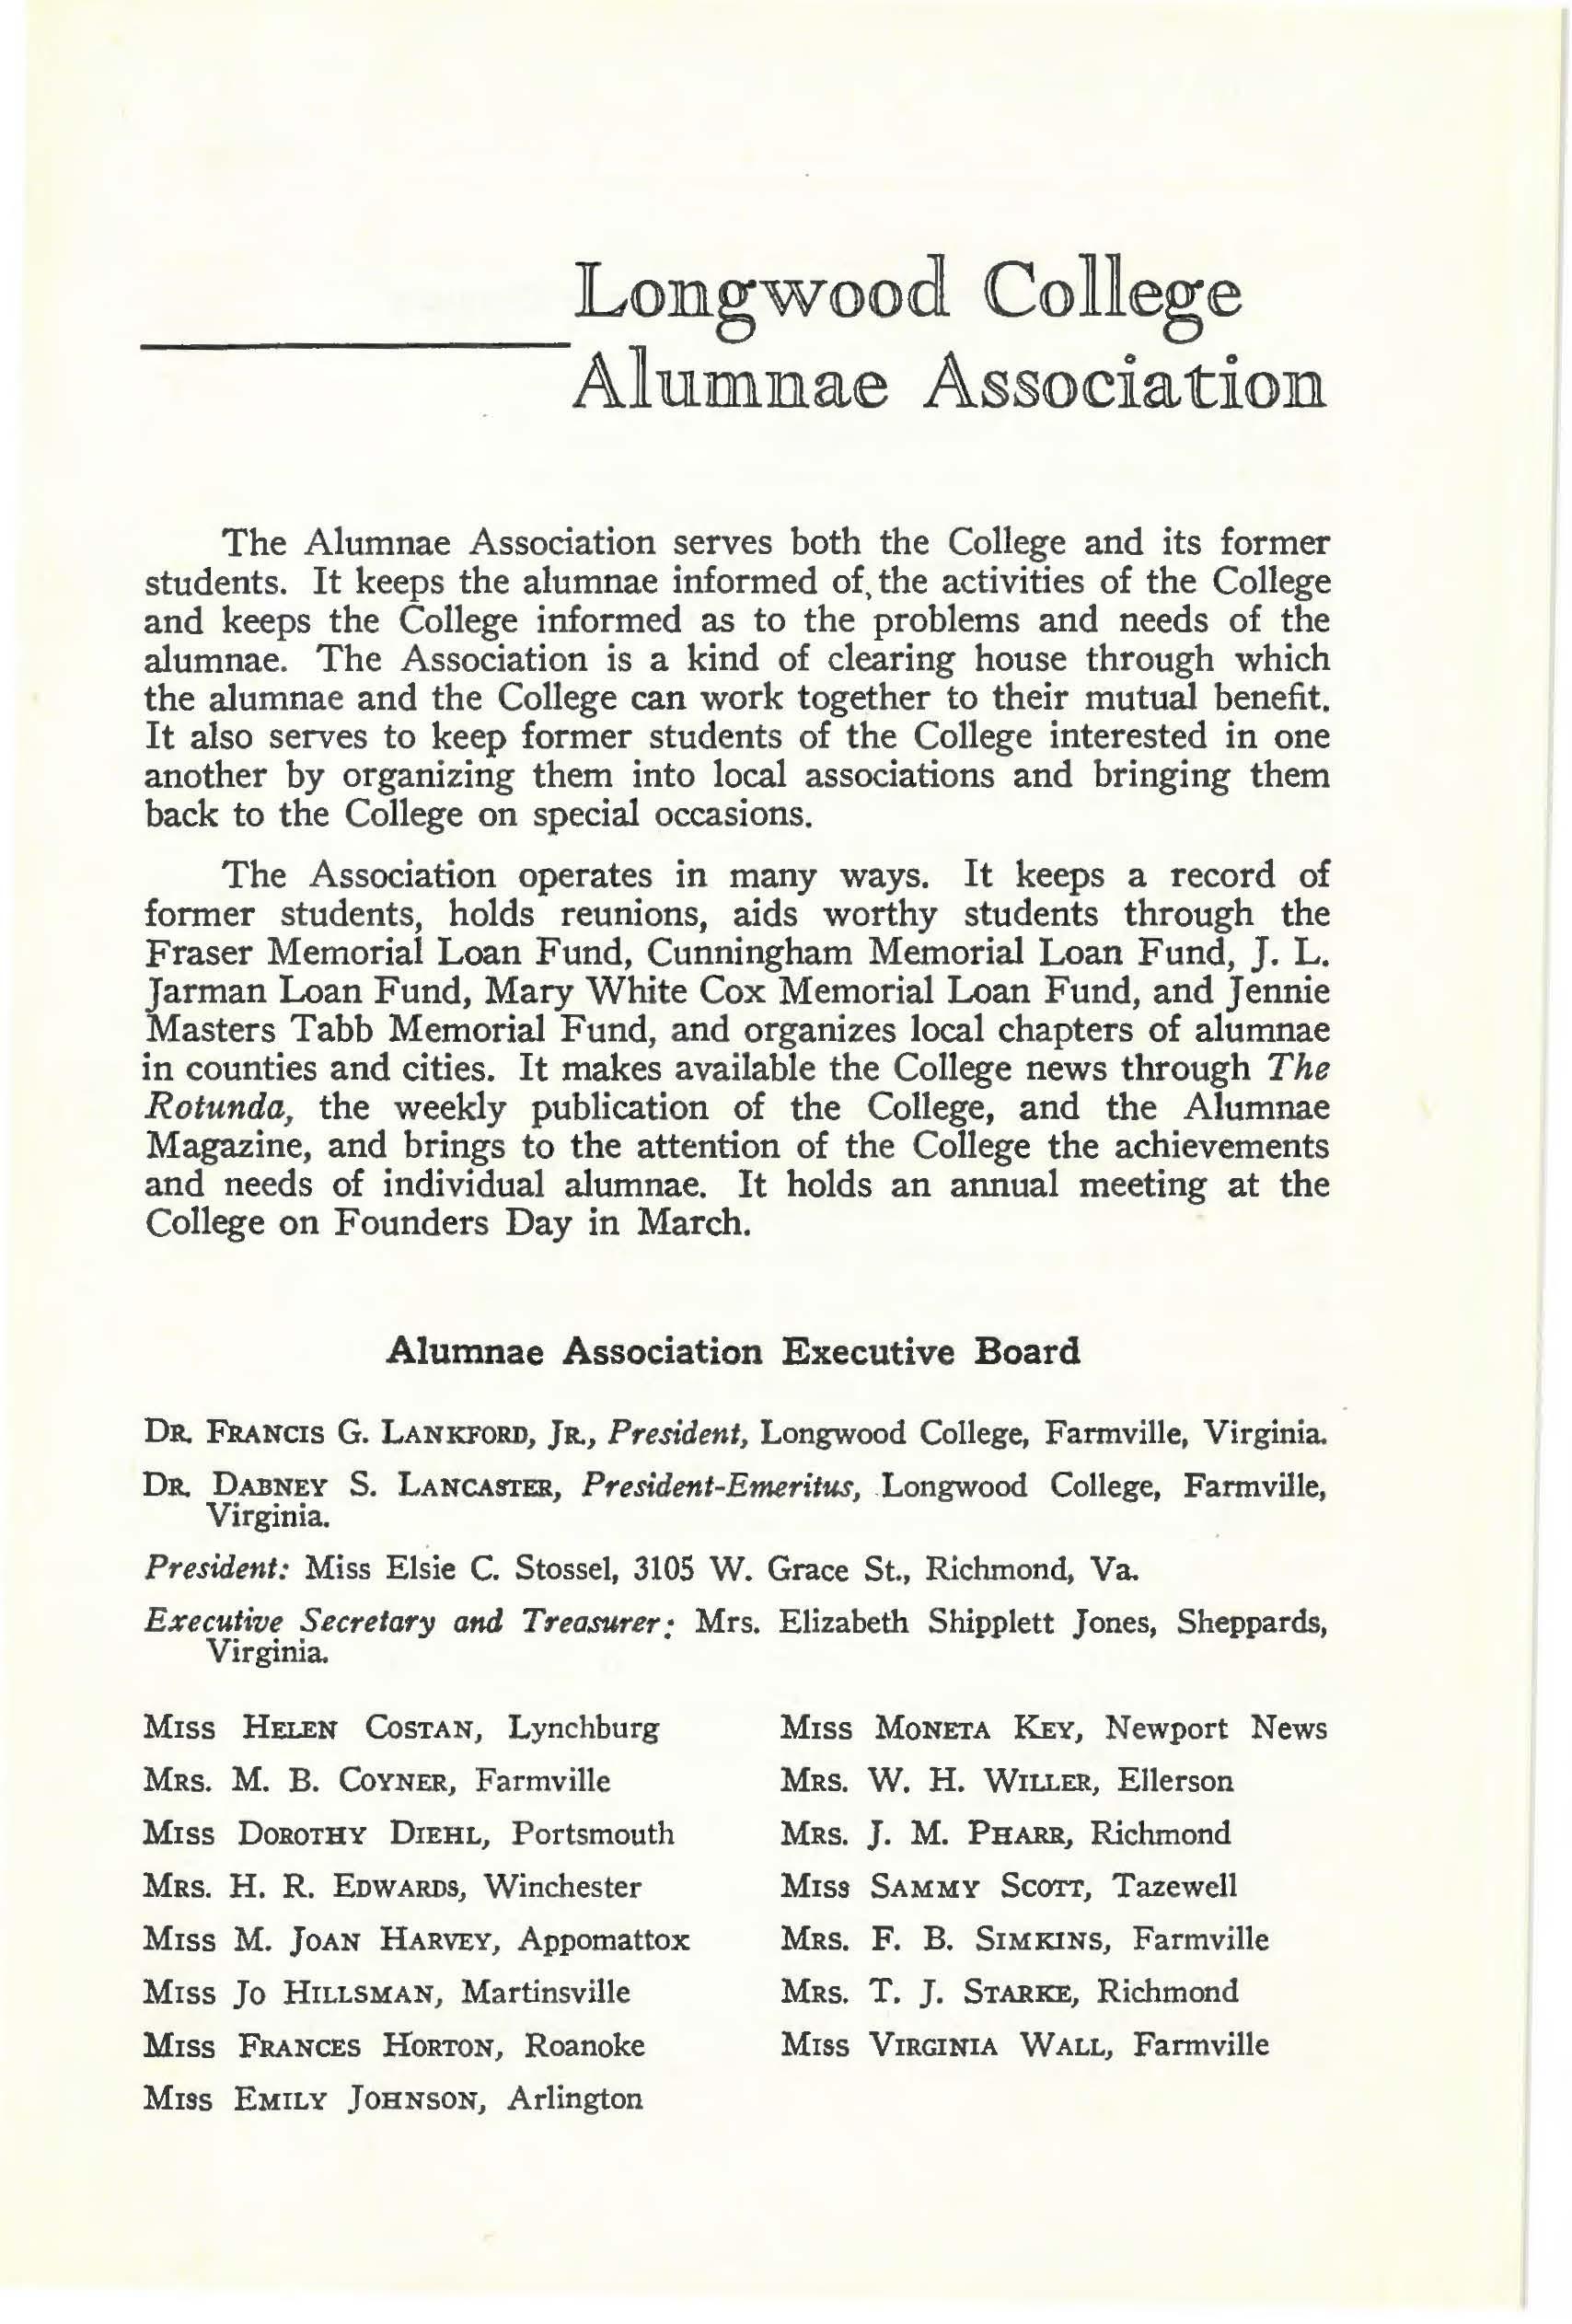 Longwood College
Alumnae Association
The Alumnae Association serves both the College and its former
students. It keeps the alumnae informed of the activities of the College
and keeps the College informed as to the problems and needs of the
alumnae. The Association is a kind of clearing house through which
the alumnae and the College can work together to their mutual benefit.
It also serves to keep former students of the College interested in one
another by organizing them into local associations and bringing them
back to the College on special occasions.
The Association operates in many ways. It keeps a record of
former students, holds reunions, aids worthy students through the
Fraser Memorial Loan Fund, Cunningham Memorial Loan Fund, J. L.
Jarman Loan Fund, Mary White Cox Memorial Loan Fund, and Jennie
Masters Tabb Memorial Fund, and organizes local chapters of alumnae
in counties and cities. It makes available the College news through The
Rotunda, the weekly publication of the College, and the Alumnae
Magazine, and brings to the attention of the College the achievements
and needs of individual alumnae. It holds an annual meeting at the
College on Founders Day in March.
Alumnae Association Executive Board
DR. FRANCIS G. LANKFORD, JR., President, Longwood College, Farmville, Virginia.
DR. DABNEY S. LANCASTER, President-Emeritus, Longwood College, Farmville,
Virginia.
President: Miss Elsie C. Stossel, 3105 W. Grace St., Richmond, Va.
Executive Secretary and Treasurer: Mrs. Elizabeth Shipplett Jones, Sheppards,
Virginia.
MISS HELEN COSTAN, Lynchburg
MRS. M. B. COYNER, Farmville
MISS DOROTHY DIEHL, Portsmouth
MRS. H. R. EDWARDS, Winchester
MISS M. JOAN HARVEY, Appomattox
MISS JO HILLSMAN, Martinsville
MISS FRANCES HORTON, Roanoke
MISS EMILY JOHNSON, Arlington
MISS MONETA KEY, Newport News
MRS. W. H. WILLER, Ellerson
MRS. J. M. PHARR, Richmond
MISS SAMMY SCOTT, Tazewell
MRS. F. B. SIMKINS, Farmville
MRS. T. J. STARKE, Richmond
MISS VIRGINIA WALL, Farmville